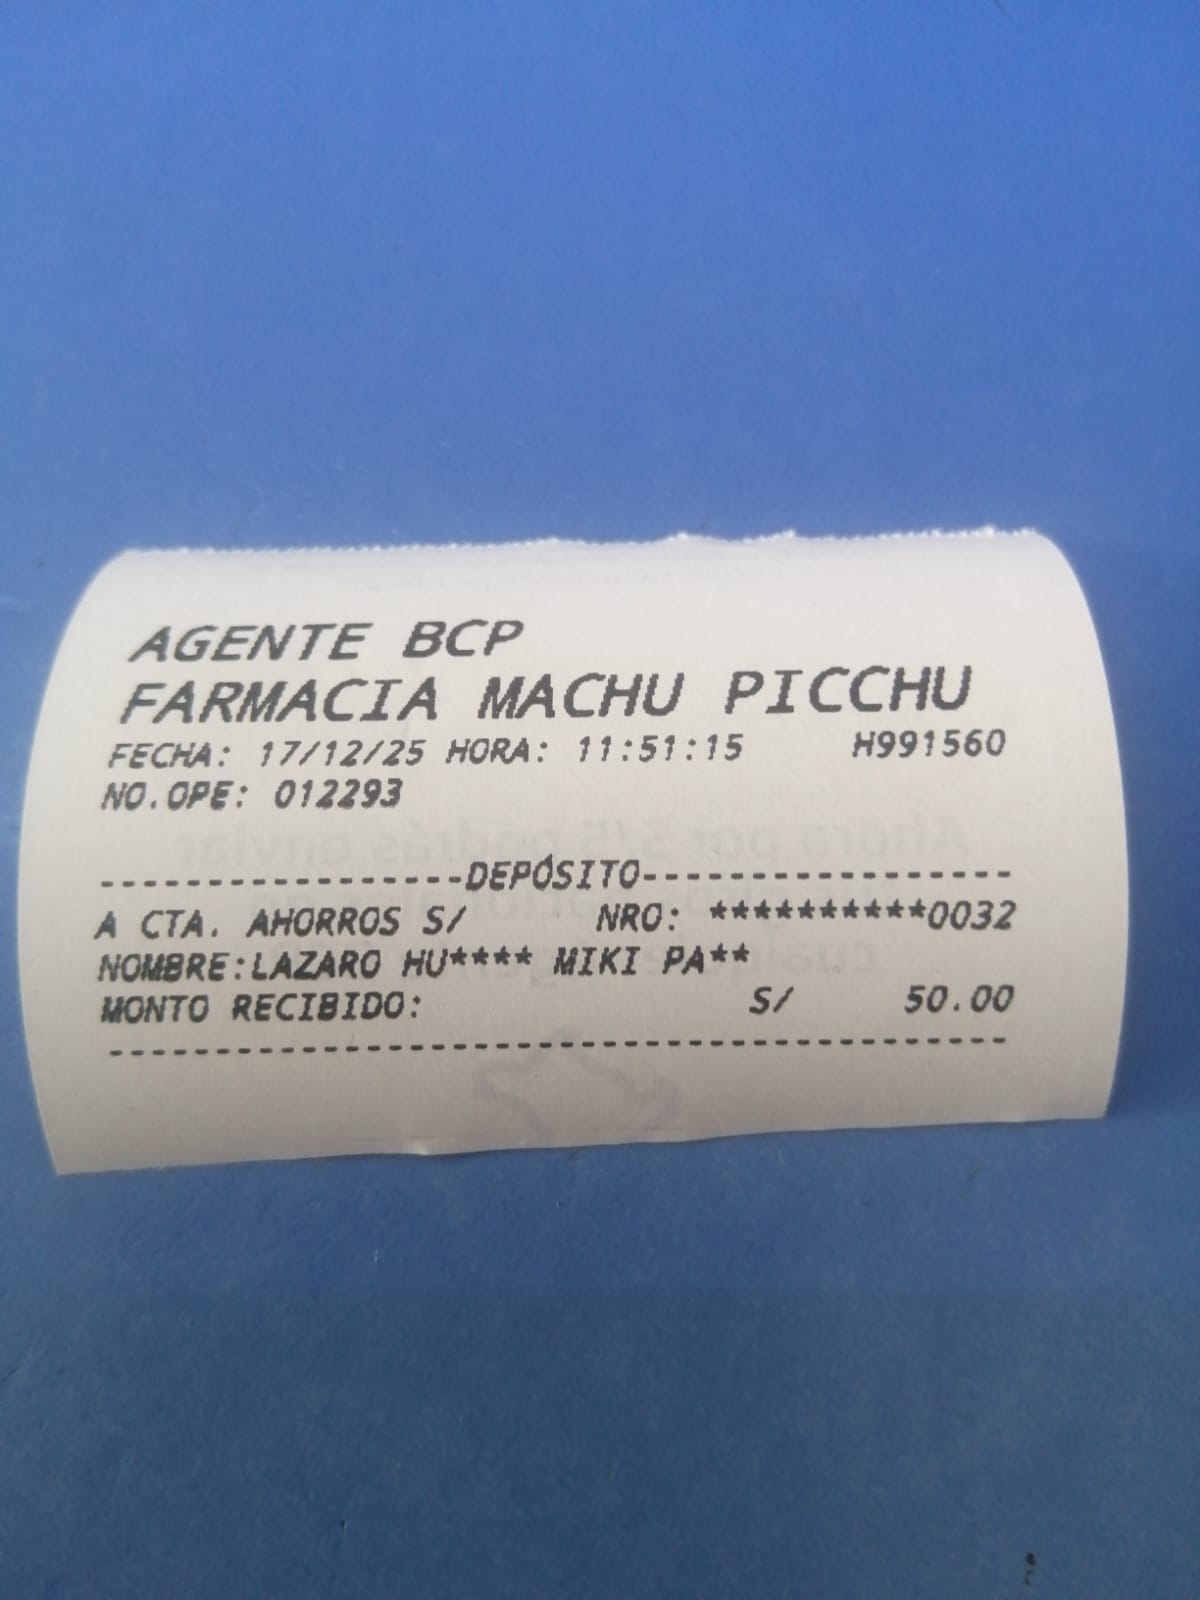 AGENTE BCP
FARMACIA MACHU PICCHU
FECHA: 17/12/25 HORA: 11:51:15 H991560
NO.OPE: 012293
------------------DEPÓSITO------------------
A CTA. AHORROS S/ NRO: **********0032
NOMBRE:LAZARO HU**** MIKI PA**
MONTO RECIBIDO: S/ 50.00